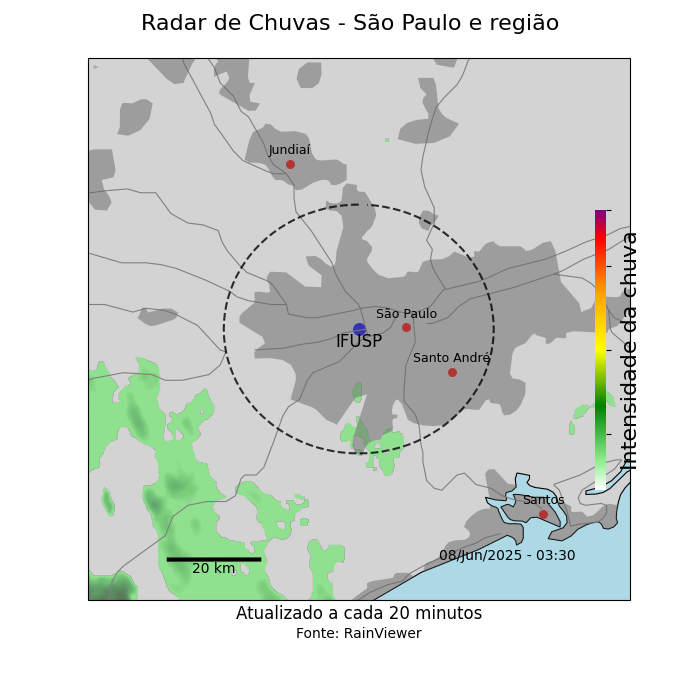 Radar de Chuvas - São Paulo e região
Jundiaí
São Paulo
IFUSP
Santo André
Intensidade da chuva
Santos
08/Jun/2025 - 03:30
20 km
Atualizado a cada 20 minutos
Fonte: RainViewer